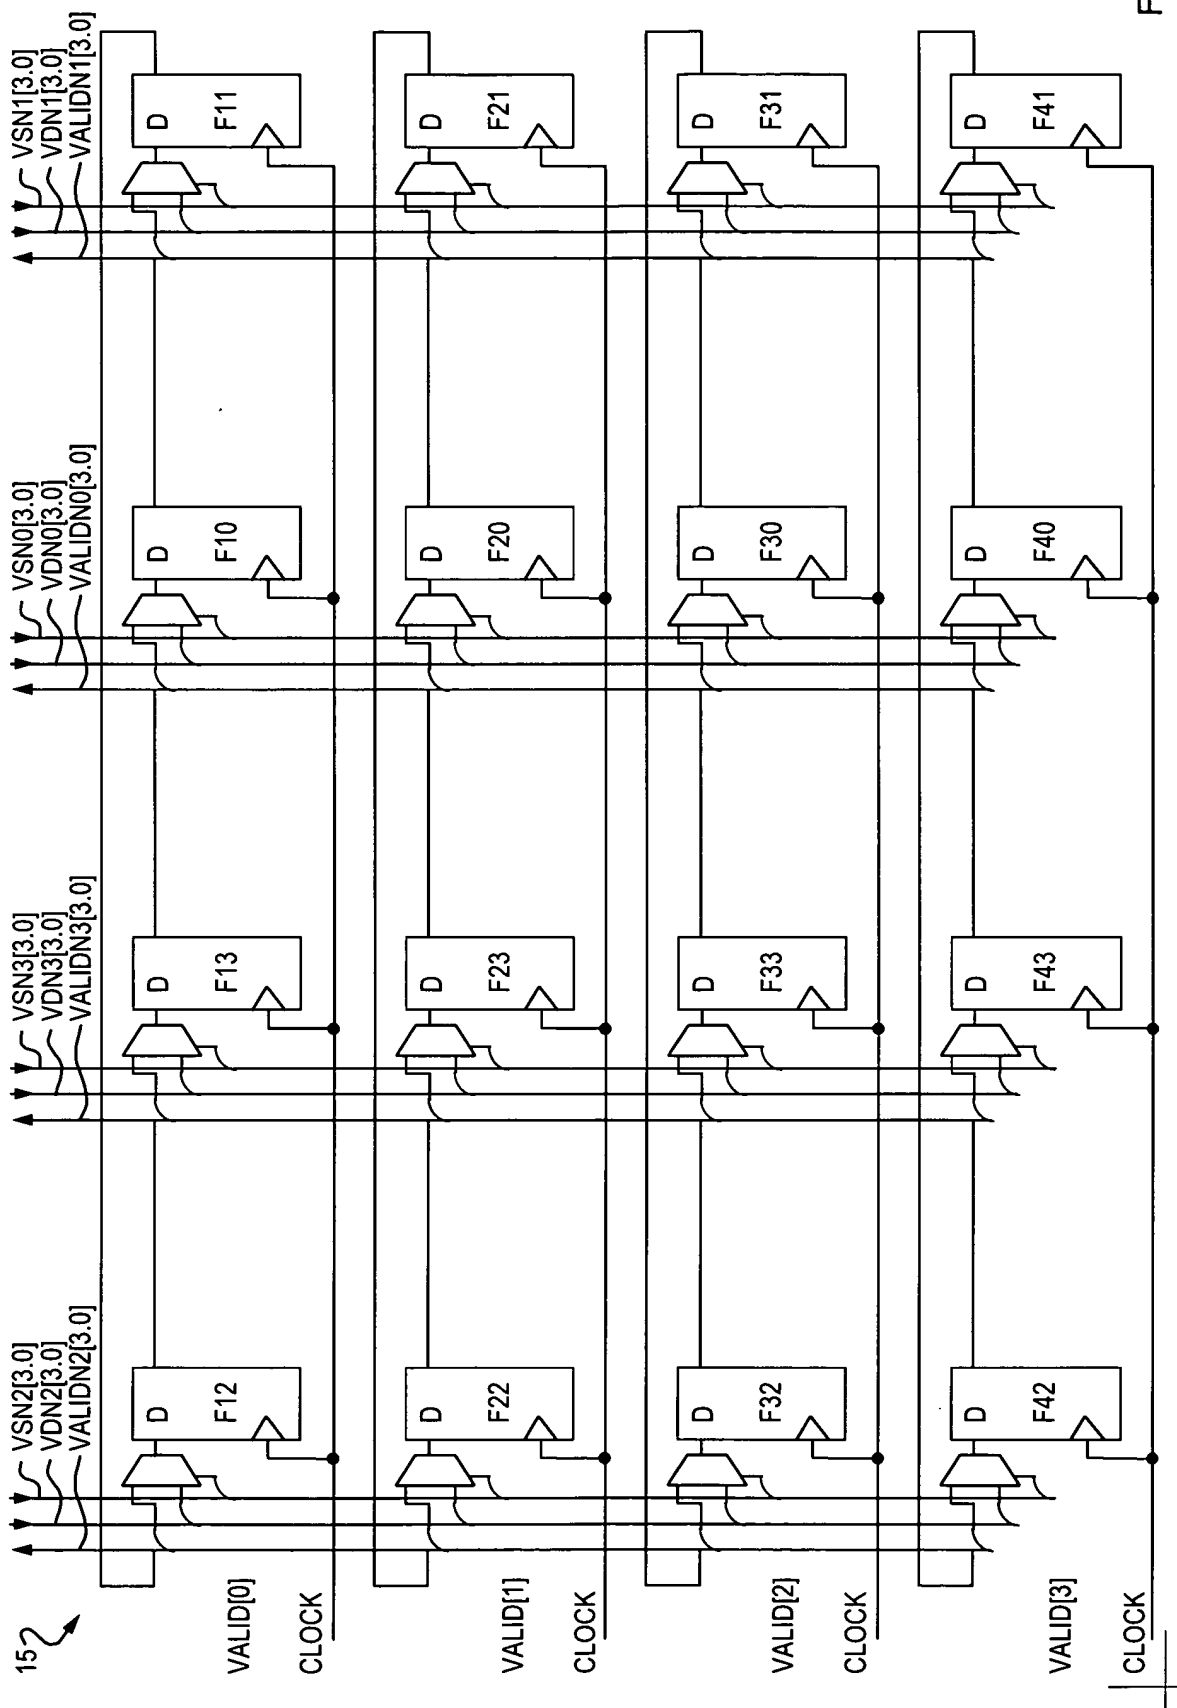 15
VSN2[3.0]
VDN2[3.0]
VALIDN2[3.0]
VSN3[3.0]
VDN3[3.0]
VALIDN3[3.0]
VSN0[3.0]
VDN0[3.0]
VALIDN0[3.0]
VSN1[3.0]
VDN1[3.0]
VALIDN1[3.0]
D
F12
D
F13
D
F10
D
F11
VALID[0]
CLOCK
D
F22
D
F23
D
F20
D
F21
VALID[1]
CLOCK
D
F32
D
F33
D
F30
D
F31
VALID[2]
CLOCK
D
F42
D
F43
D
F40
D
F41
VALID[3]
CLOCK